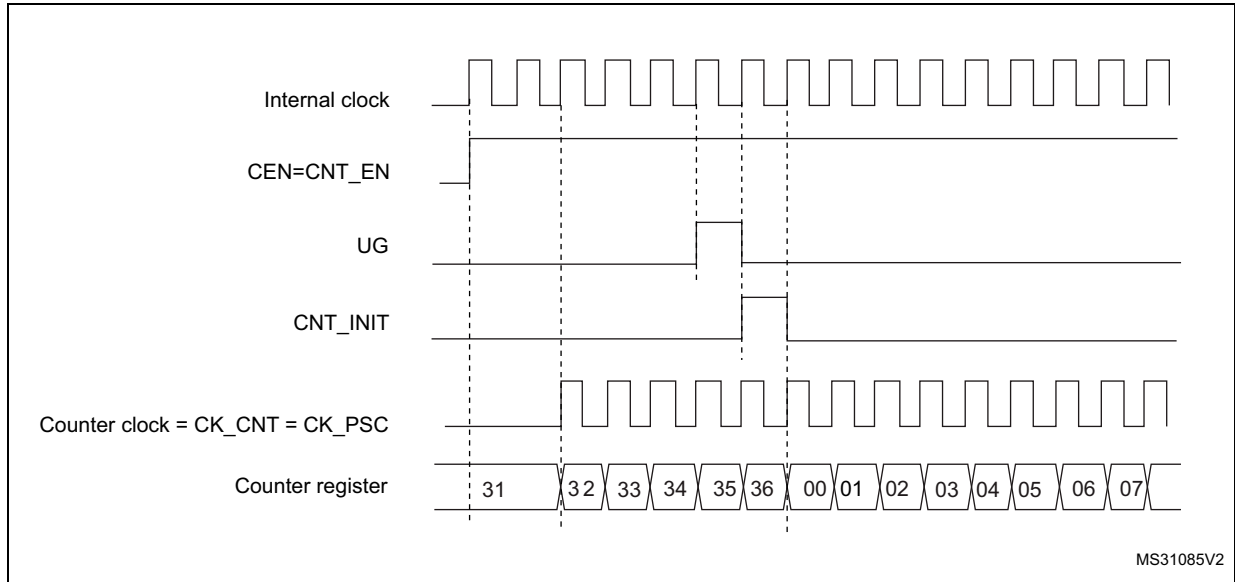 Internal clock
CEN=CNT_EN
UG
CNT_INIT
Counter clock = CK_CNT = CK_PSC
Counter register 31 32 33 34 35 36 00 01 02 03 04 05 06 07
MS31085V2